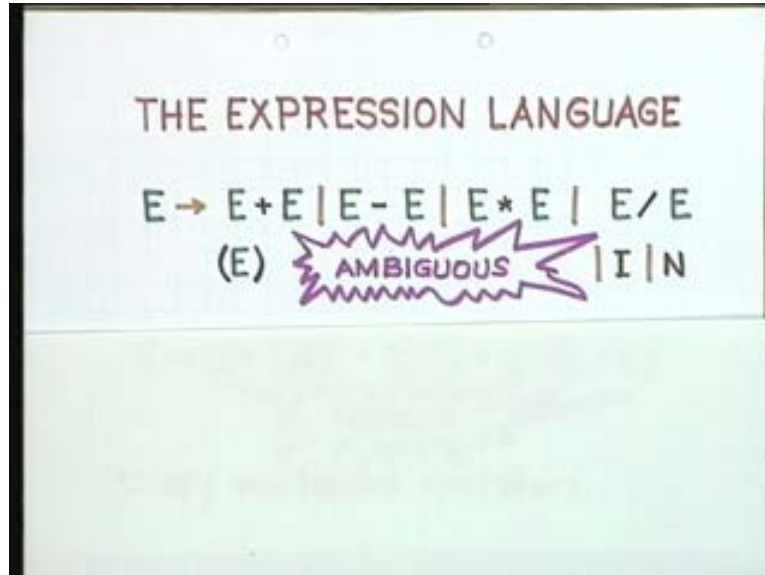 THE EXPRESSION LANGUAGE
E → E + E | E - E | E * E | E / E
(E) AMBIGUOUS | I | N